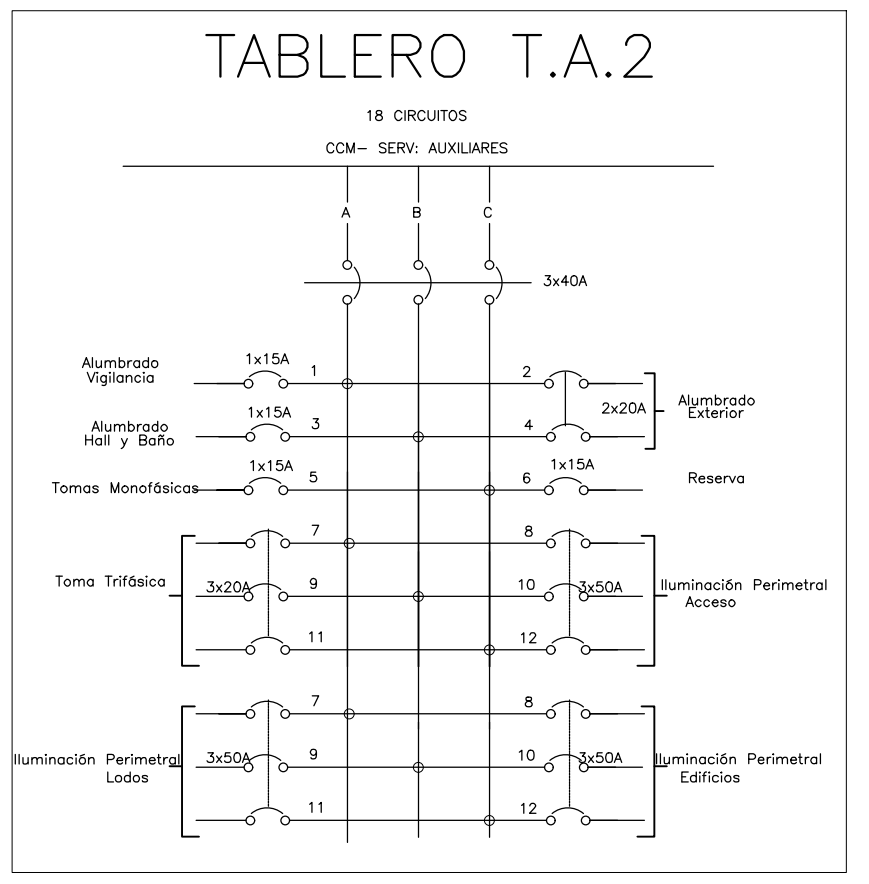 TABLERO T.A.2
18 CIRCUITOS
CCM- SERV: AUXILIARES
A B C
3x40A
Alumbrado
Vigilancia
1x15A
1
2
2x20A
Alumbrado
Exterior
Alumbrado
Hall y Baño
1x15A
3
4
Tomas Monofásicas
1x15A
5
6
1x15A
Reserva
7
8
Toma Trifásica
3x20A
9
10
3x50A
Iluminación Perimetral
Acceso
11
12
7
8
Iluminación Perimetral
Lodos
3x50A
9
10
3x50A
Iluminación Perimetral
Edificios
11
12